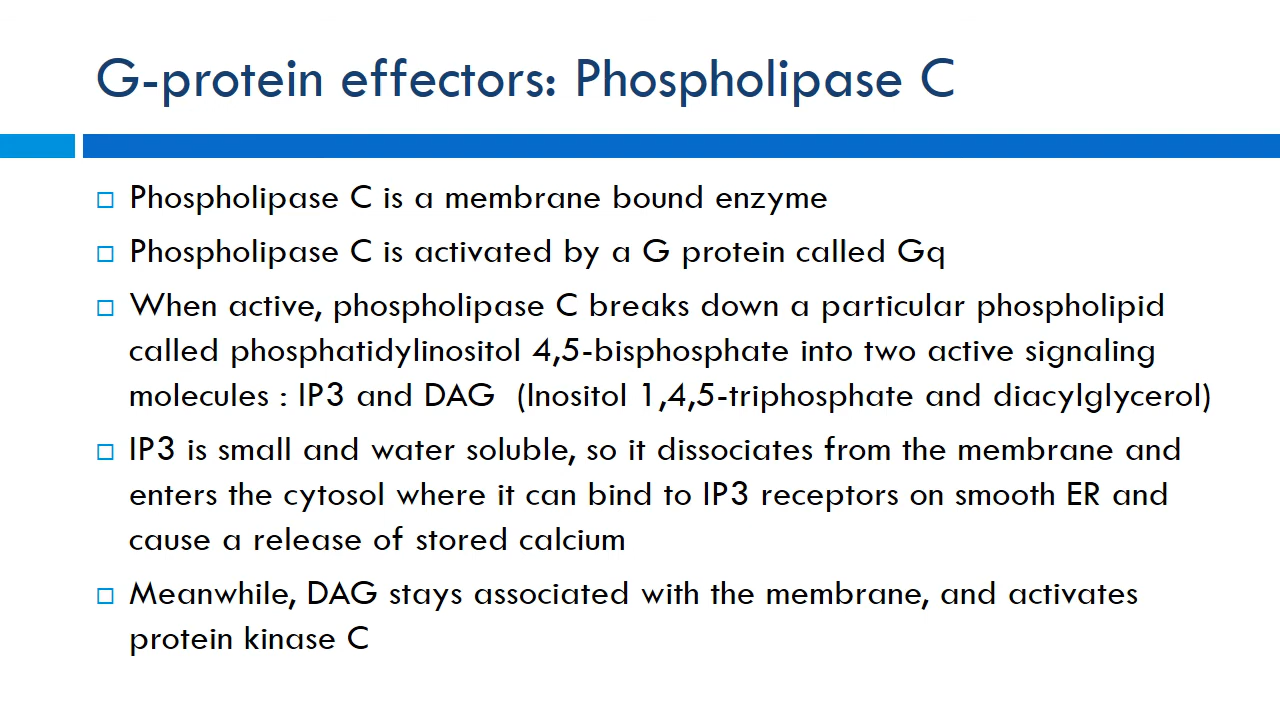 G-protein effectors: Phospholipase C
Phospholipase C is a membrane bound enzyme
Phospholipase C is activated by a G protein called Gq
When active, phospholipase C breaks down a particular phospholipid
called phosphatidylinositol 4,5-bisphosphate into two active signaling
molecules : IP3 and DAG  (Inositol 1,4,5-triphosphate and diacylglycerol)
IP3 is small and water soluble, so it dissociates from the membrane and
enters the cytosol where it can bind to IP3 receptors on smooth ER and
cause a release of stored calcium
Meanwhile, DAG stays associated with the membrane, and activates
protein kinase C